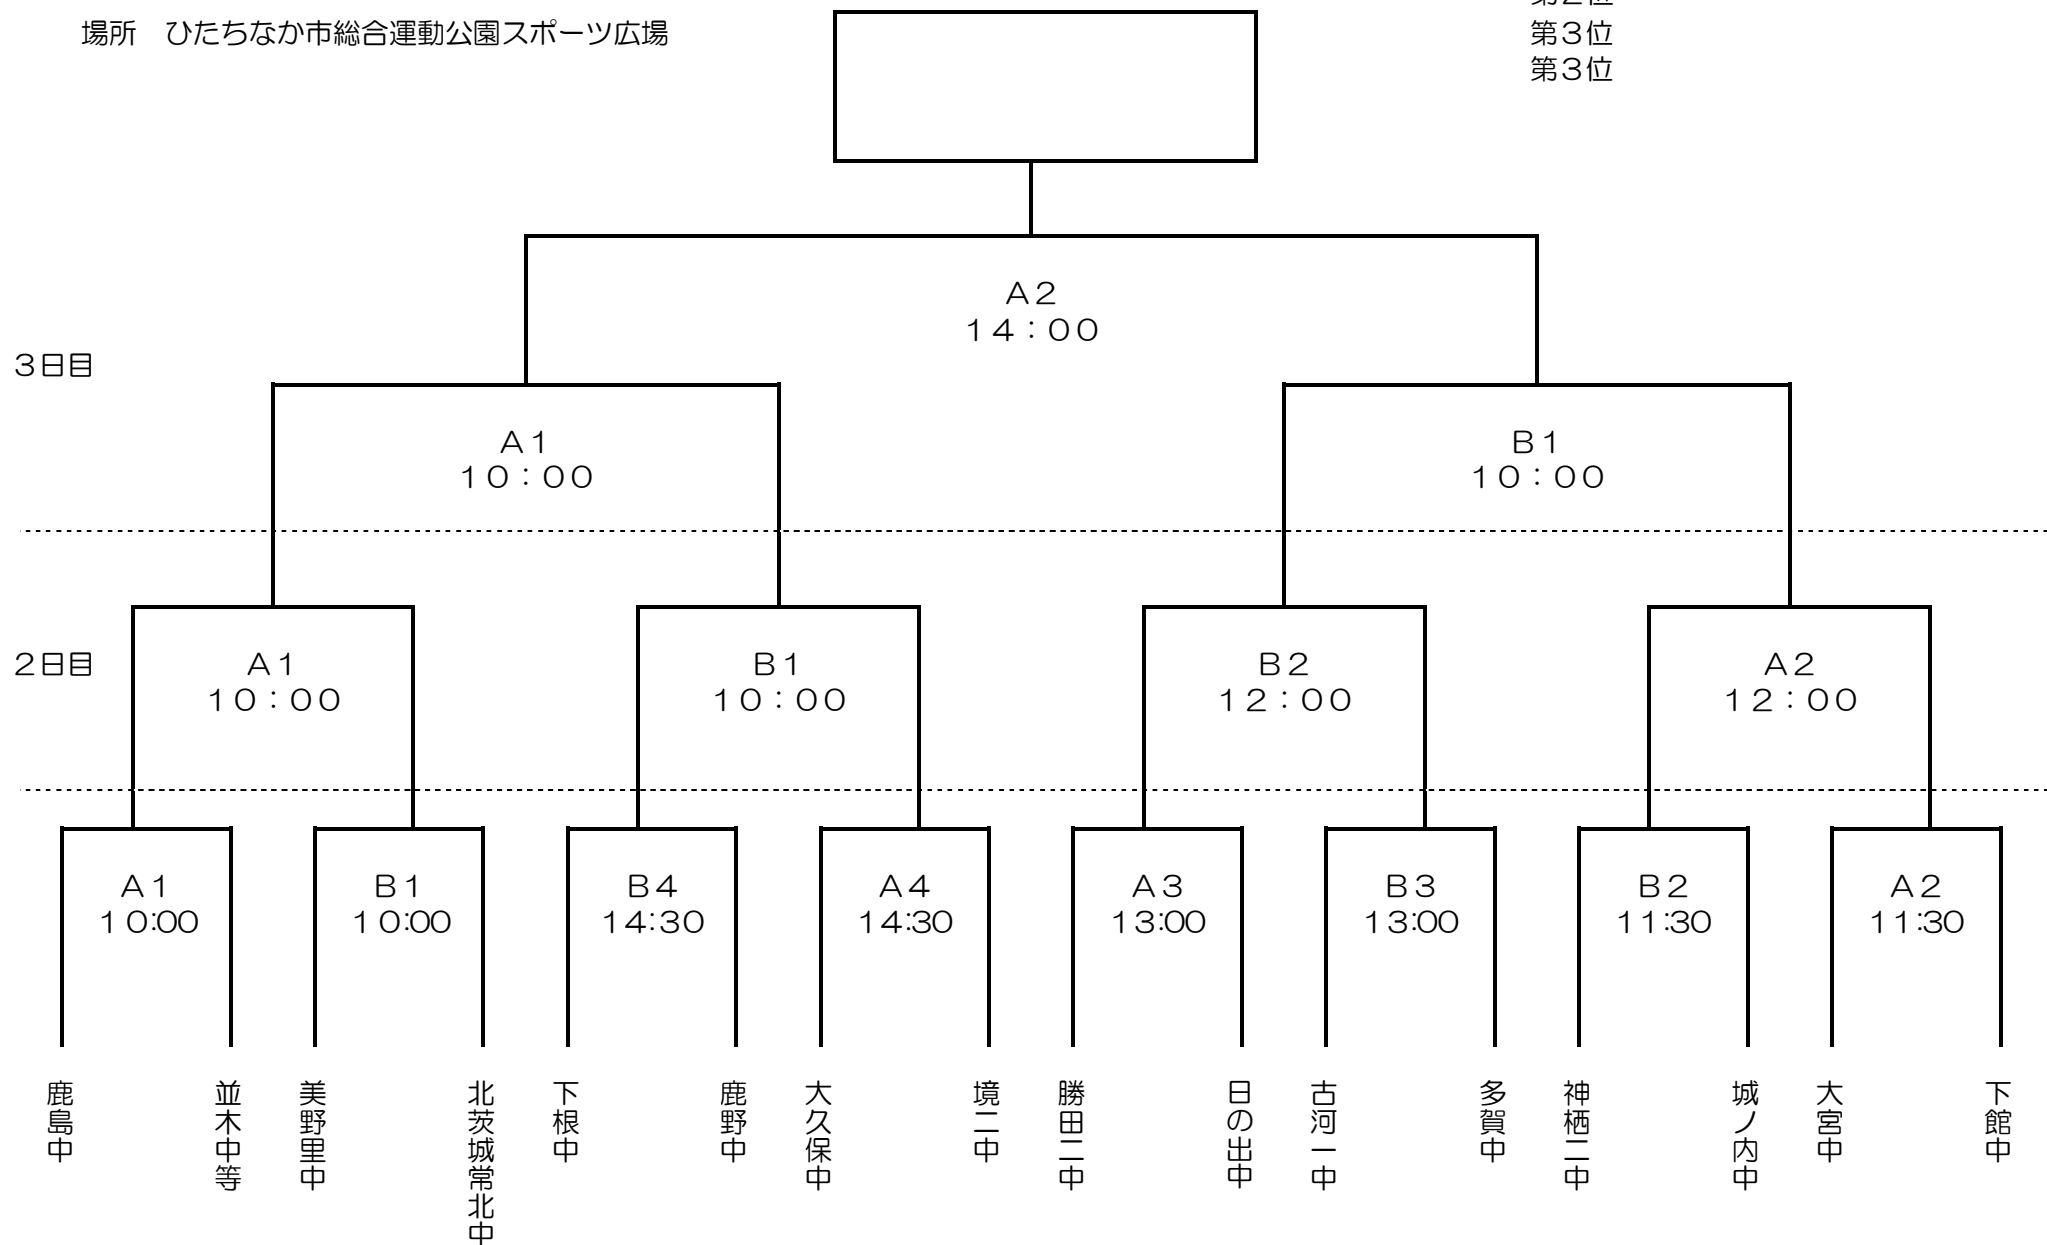 第2位
場所　ひたちなか市総合運動公園スポーツ広場
第3位
第3位
A2
14：00
3日目
A1
10：00
B1
10：00
2日目
A1
10：00
B1
10：00
B2
12：00
A2
12：00
A1
10:00
B1
10:00
B4
14:30
A4
14:30
A3
13:00
B3
13:00
B2
11:30
A2
11:30
鹿島中
並木中等
美野里中
北茨城常北中
下根中
鹿野中
大久保中
境二中
勝田二中
日の出中
古河一中
多賀中
神栖二中
城ノ内中
大宮中
下館中